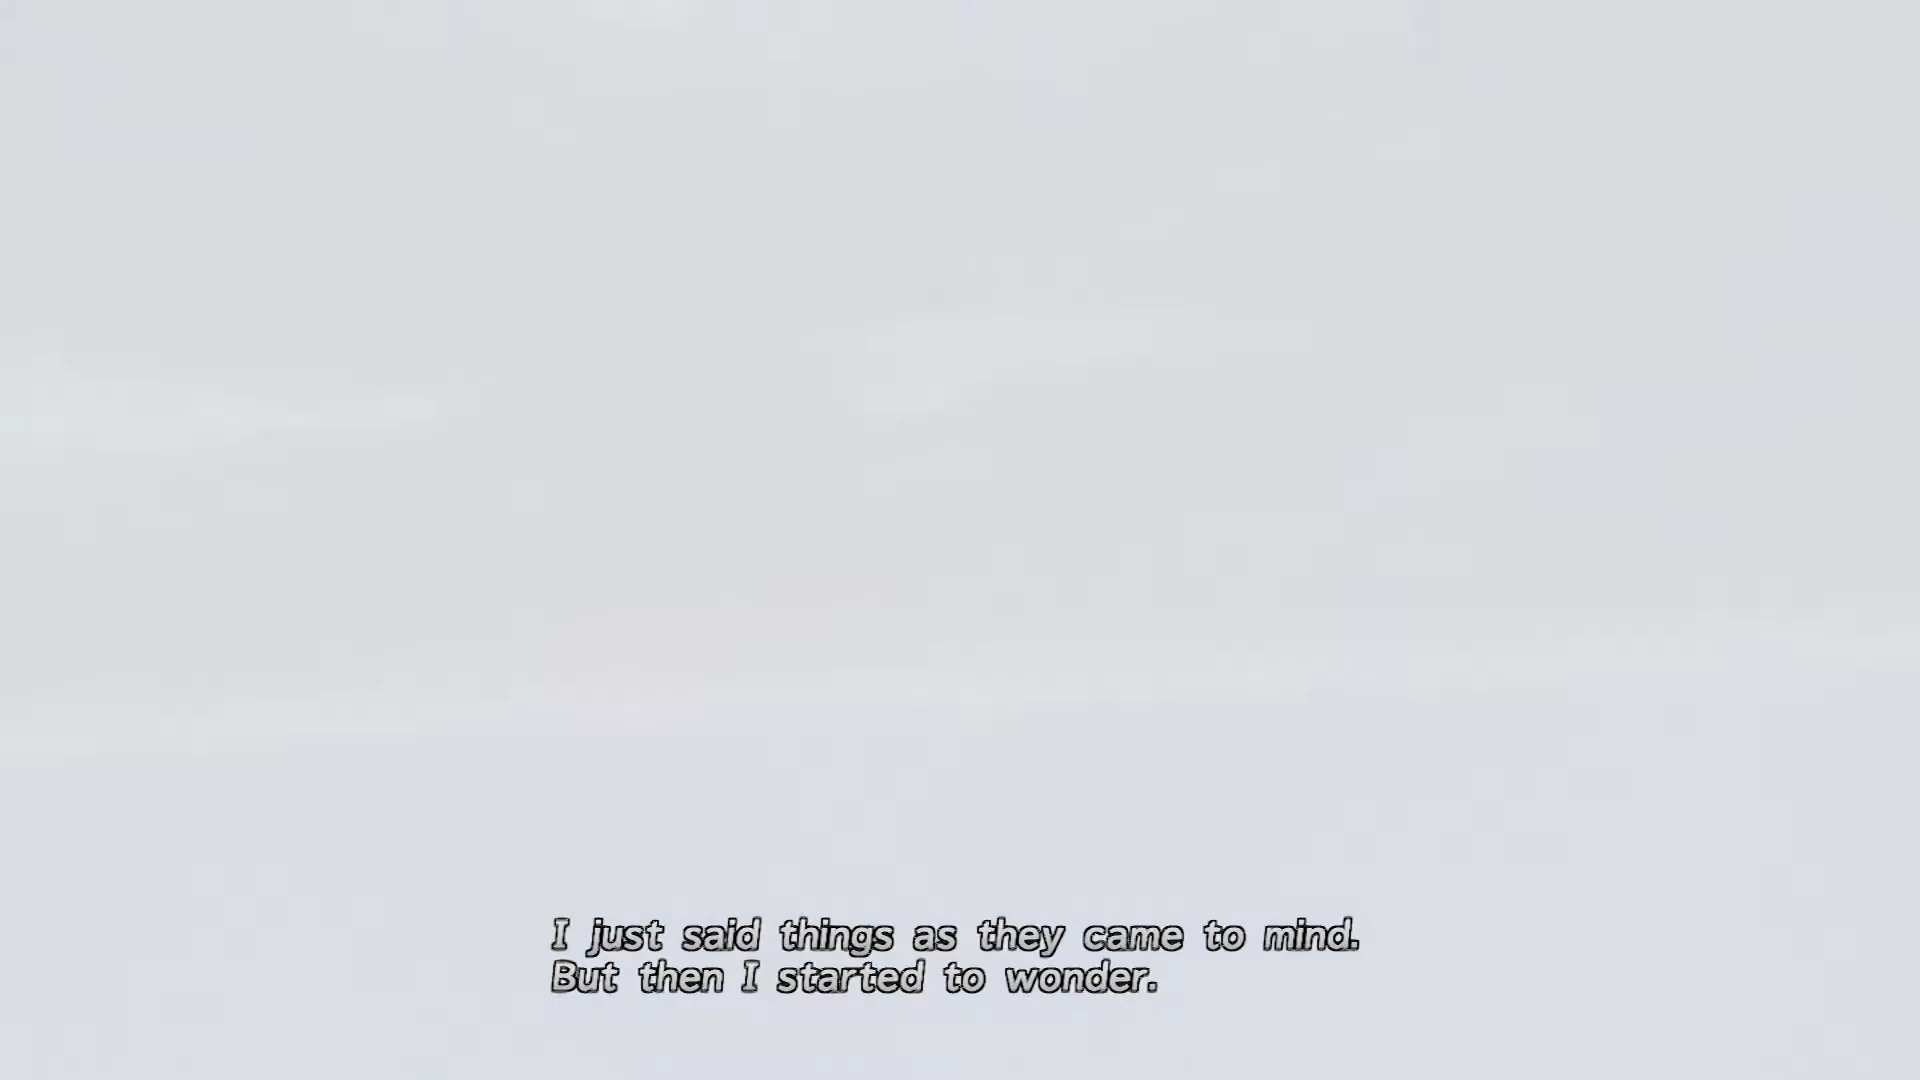 I just said things as they came to mind.
But then I started to wonder.